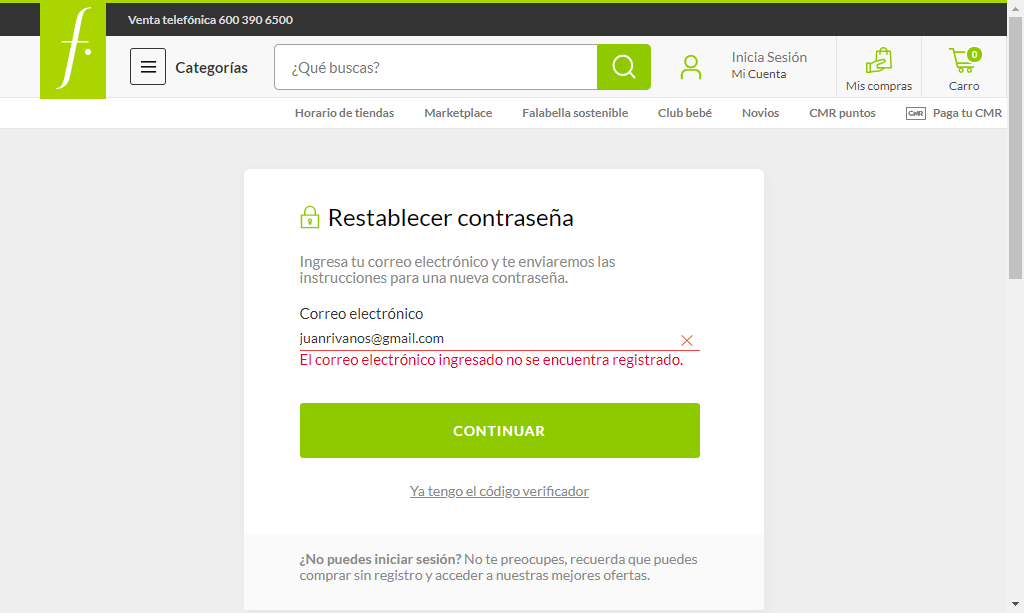 Venta telefónica 600 390 6500
f.
Categorías
¿Qué buscas?
Inicia Sesión
Mi Cuenta
Mis compras
0
Carro
Horario de tiendas Marketplace Falabella sostenible Club bebé Novios CMR puntos CMR Paga tu CMR
Restablecer contraseña
Ingresa tu correo electrónico y te enviaremos las
instrucciones para una nueva contraseña.
Correo electrónico
juanrivanos@gmail.com
El correo electrónico ingresado no se encuentra registrado.
CONTINUAR
Ya tengo el código verificador
¿No puedes iniciar sesión? No te preocupes, recuerda que puedes
comprar sin registro y acceder a nuestras mejores ofertas.